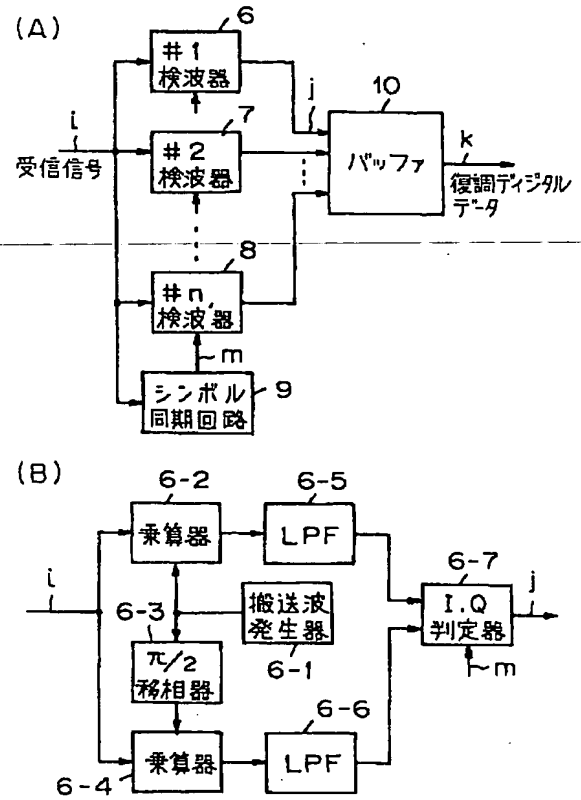 (A)
6
#1
検波器
i
受信信号
7
#2
検波器
j
10
バッファ
k
復調ディジタル
データ
8
#n
検波器
m
シンボル
同期回路
9
(B)
6-2
乗算器
6-5
LPF
i
6-3
π/2
移相器
搬送波
発生器
6-1
6-7
I.Q
判定器
j
m
6-6
乗算器
LPF
6-4